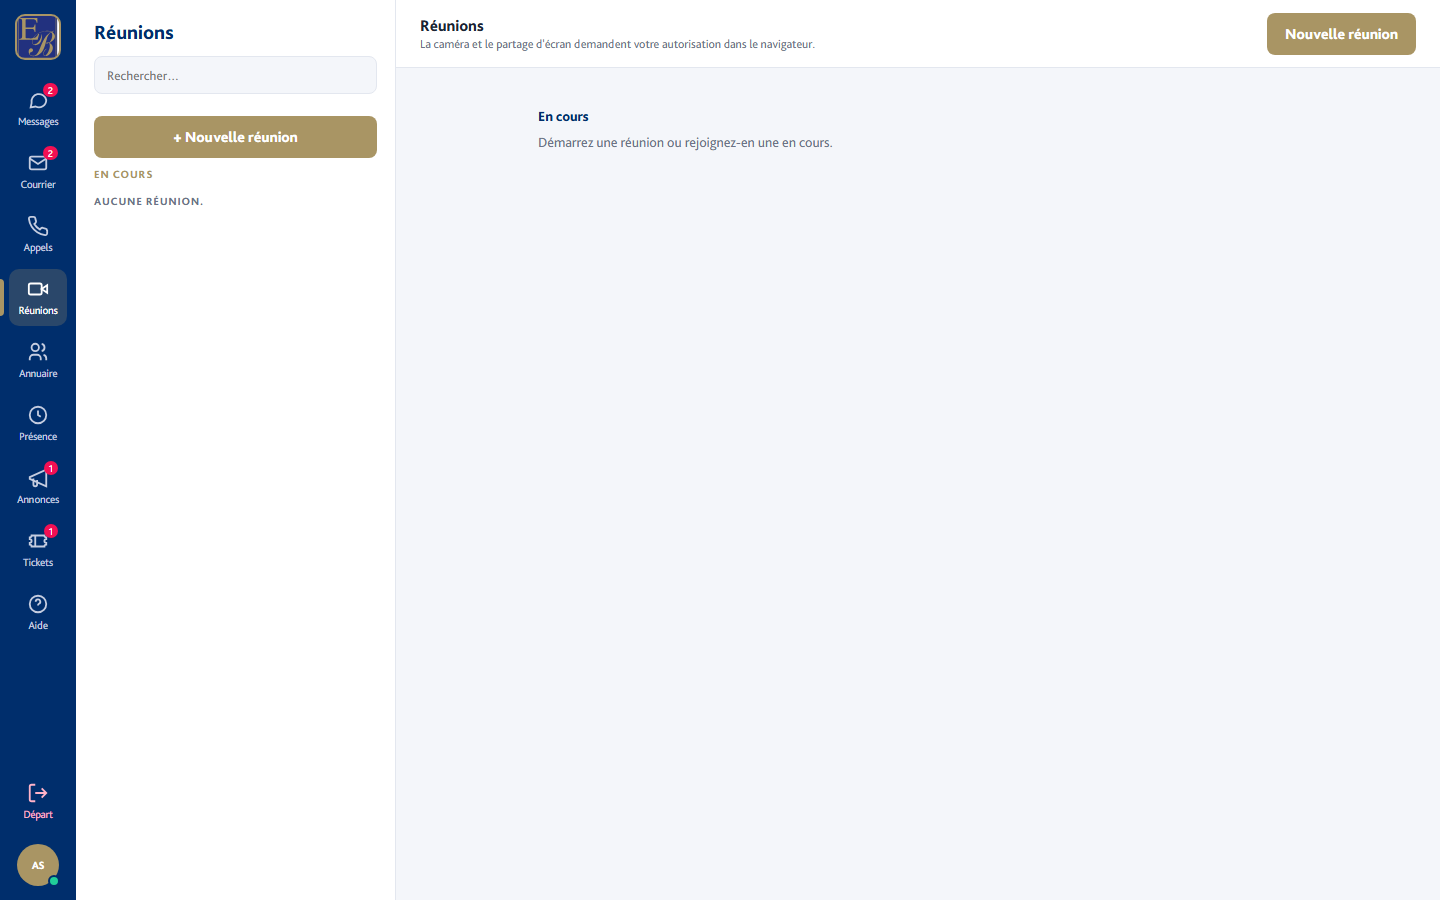 EB
2
Messages
2
Courrier
Appels
Réunions
Annuaire
Présence
1
Annonces
1
Tickets
Aide
Départ
AS
Réunions
Rechercher...
+ Nouvelle réunion
EN COURS
AUCUNE RÉUNION.
Réunions
La caméra et le partage d'écran demandent votre autorisation dans le navigateur.
Nouvelle réunion
En cours
Démarrez une réunion ou rejoignez-en une en cours.